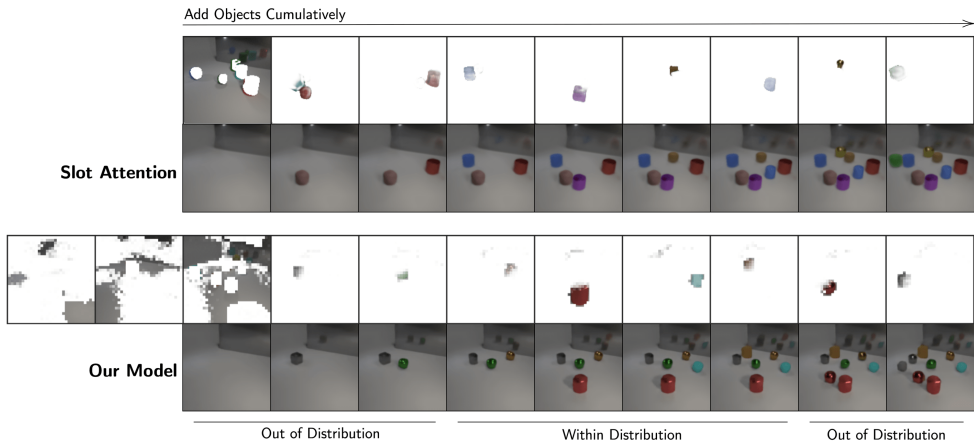 Add Objects Cumulatively
Slot Attention
Our Model
Out of Distribution
Within Distribution
Out of Distribution